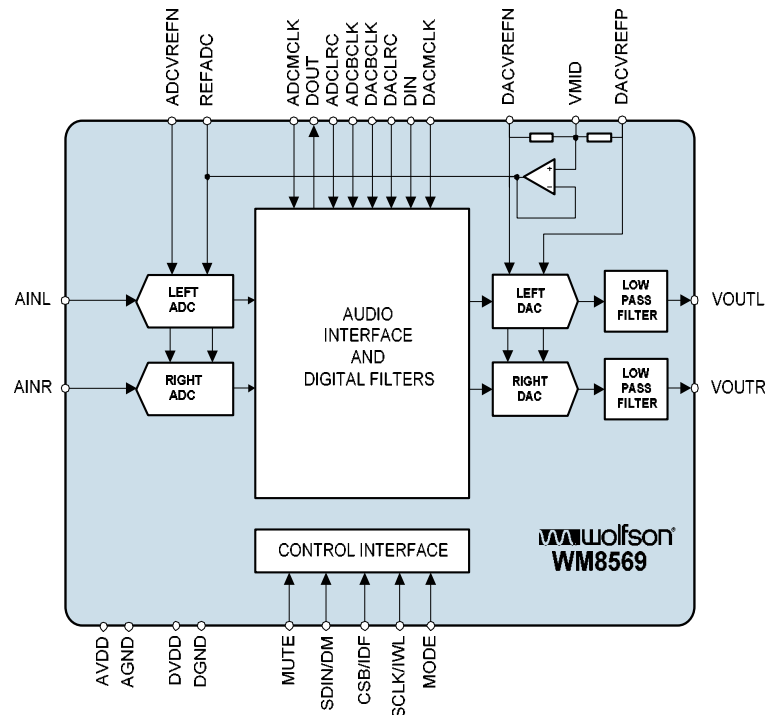 ADCVREFN
REFADC
ADCMCLK
DOUT
ADCLRC
ADCBCLK
DACBCLK
DACLRC
DIN
DACMCLK
DACVREFN
VMID
DACVREFP
+
−
AINL
LEFT
ADC
AUDIO
INTERFACE
AND
DIGITAL FILTERS
LEFT
DAC
LOW
PASS
FILTER
VOUTL
AINR
RIGHT
ADC
RIGHT
DAC
LOW
PASS
FILTER
VOUTR
CONTROL INTERFACE
wolfson®
WM8569
AVDD
AGND
DVDD
DGND
MUTE
SDIN/DM
CSB/IDF
SCLK/IWL
MODE